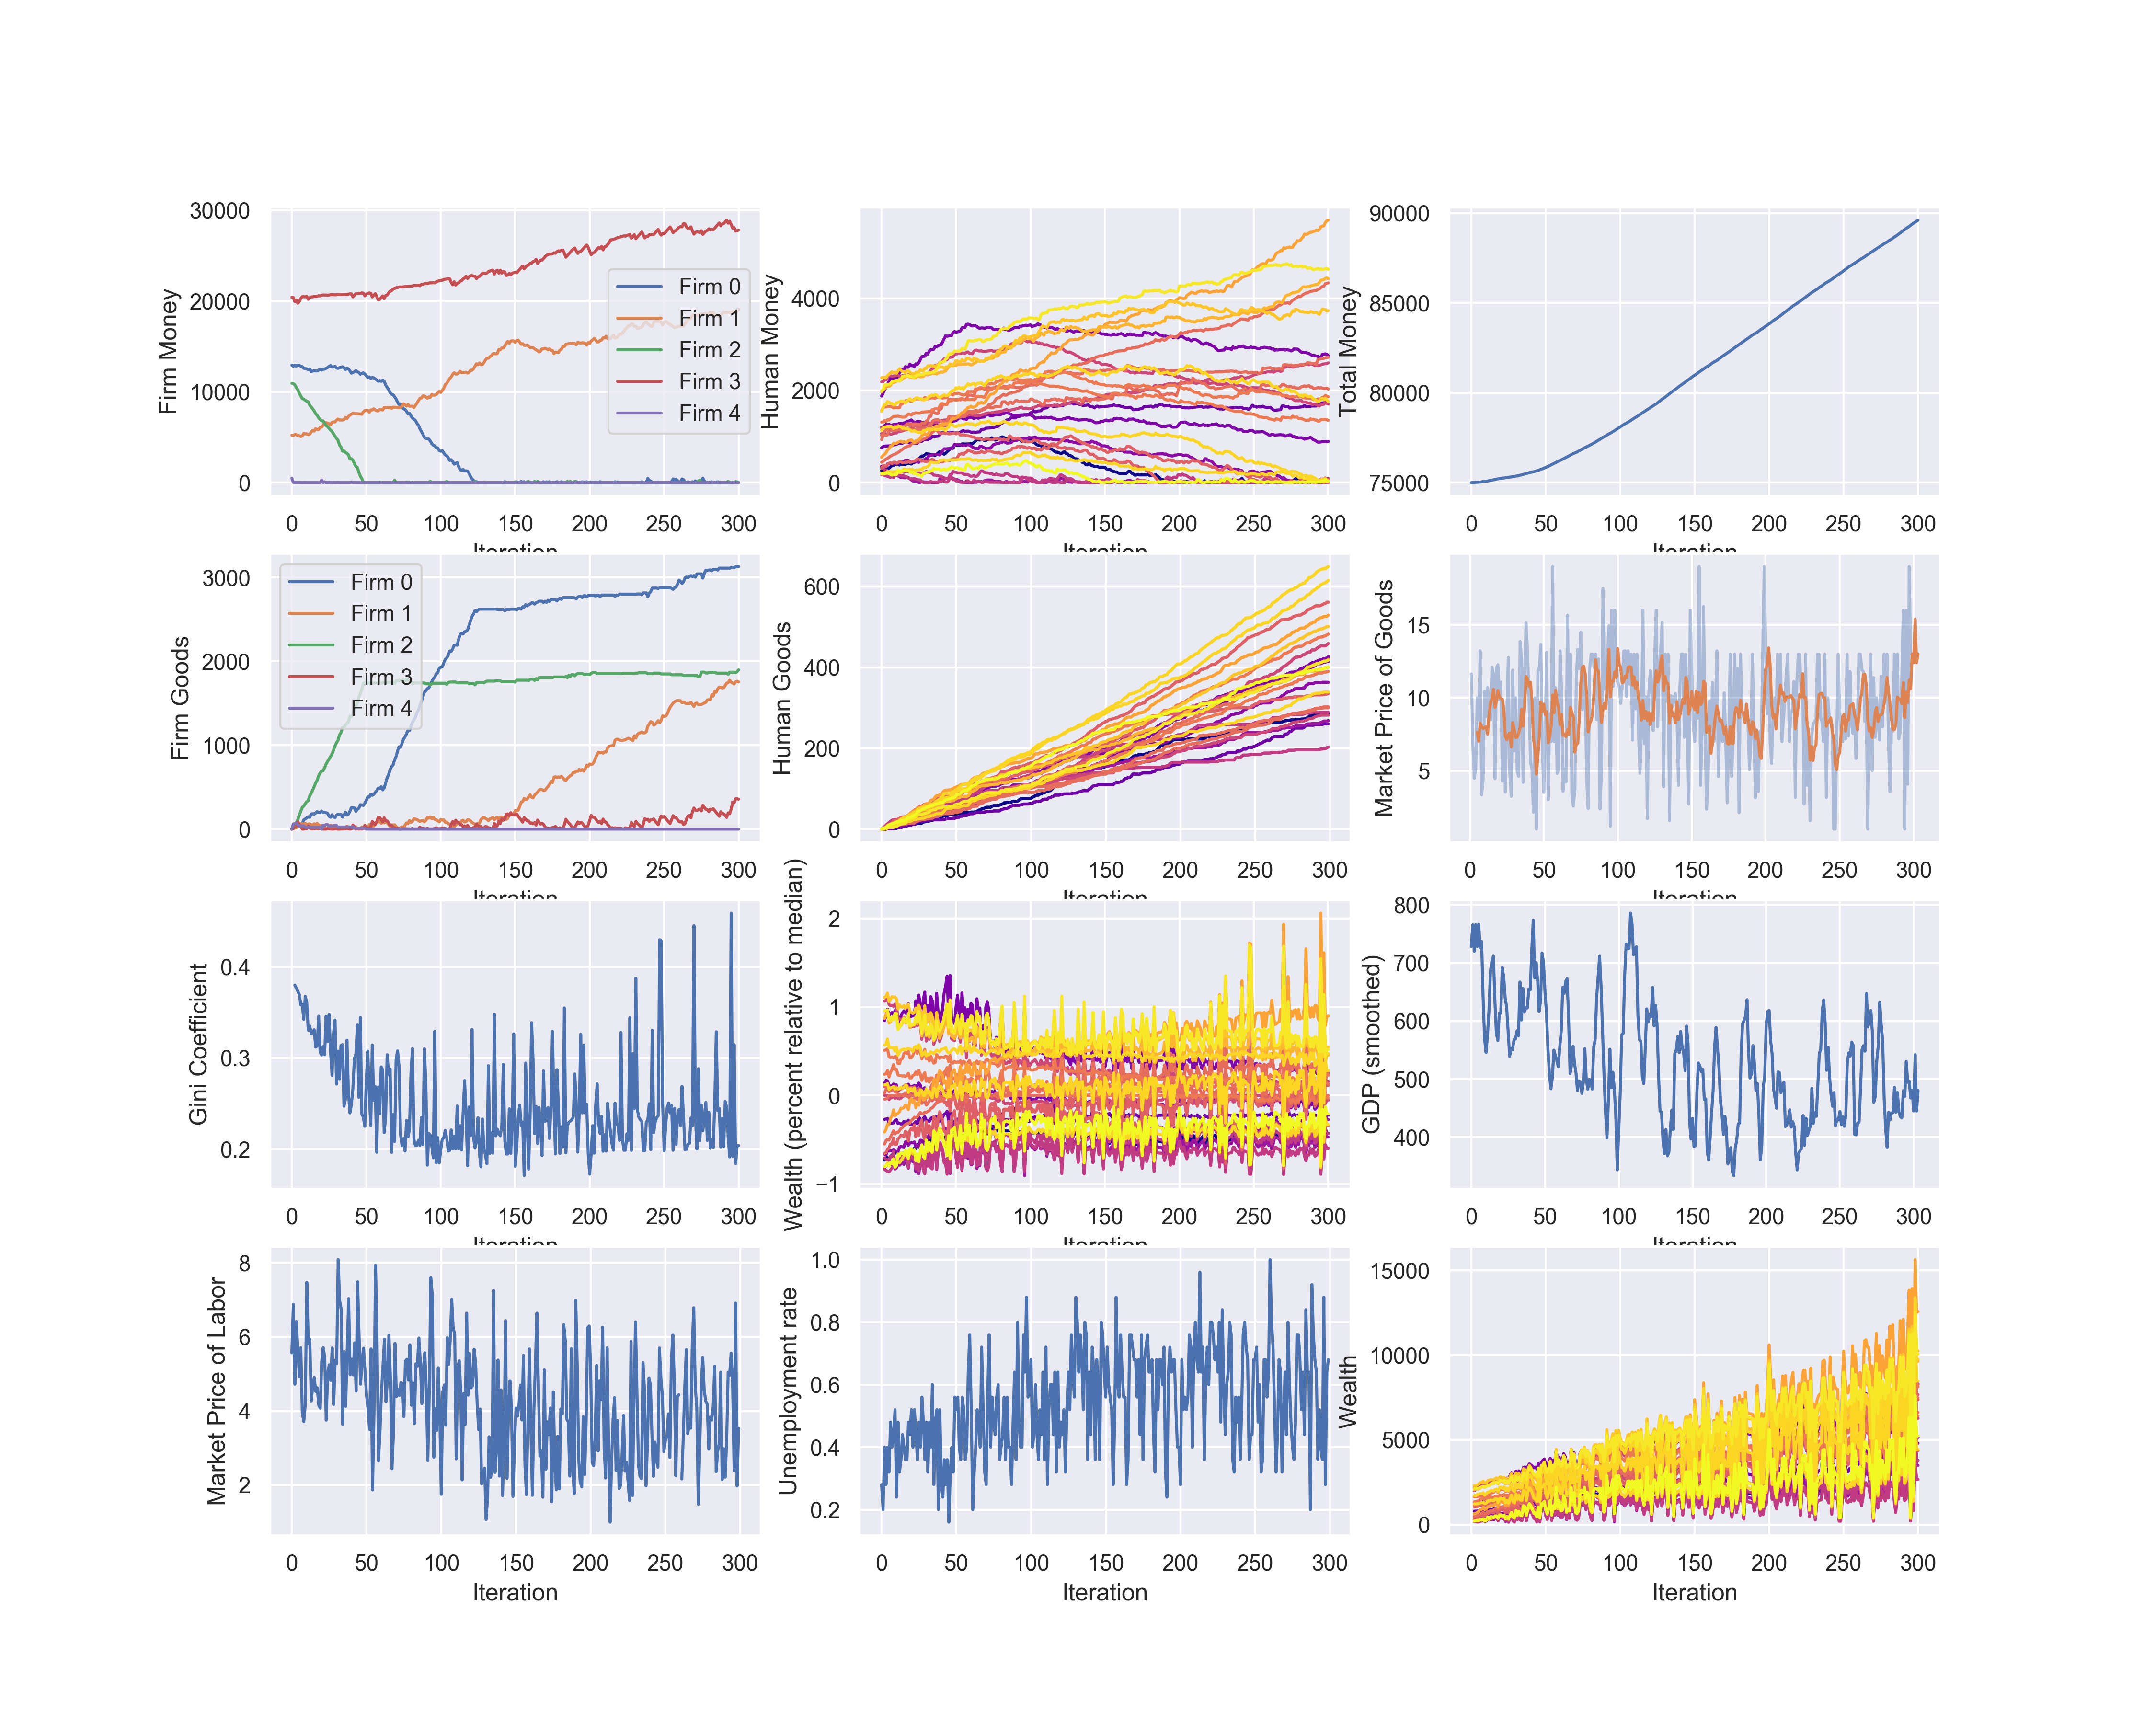 Firm Money
30000
20000
10000
0
Firm 0
Firm 1
Firm 2
Firm 3
Firm 4
0 50 100 150 200 250 300
Iteration
Human Money
4000
2000
0
0 50 100 150 200 250 300
Iteration
Total Money
90000
85000
80000
75000
0 50 100 150 200 250 300
Iteration
Firm Goods
3000
2000
1000
0
Firm 0
Firm 1
Firm 2
Firm 3
Firm 4
0 50 100 150 200 250 300
Iteration
Human Goods
600
400
200
0
0 50 100 150 200 250 300
Iteration
Market Price of Goods
15
10
5
0 50 100 150 200 250 300
Iteration
Gini Coefficient
0.4
0.3
0.2
0 50 100 150 200 250 300
Iteration
Wealth (percent relative to median)
2
1
0
−1
0 50 100 150 200 250 300
Iteration
GDP (smoothed)
800
700
600
500
400
0 50 100 150 200 250 300
Iteration
Market Price of Labor
8
6
4
2
0 50 100 150 200 250 300
Iteration
Unemployment rate
1.0
0.8
0.6
0.4
0.2
0 50 100 150 200 250 300
Iteration
Wealth
15000
10000
5000
0
0 50 100 150 200 250 300
Iteration